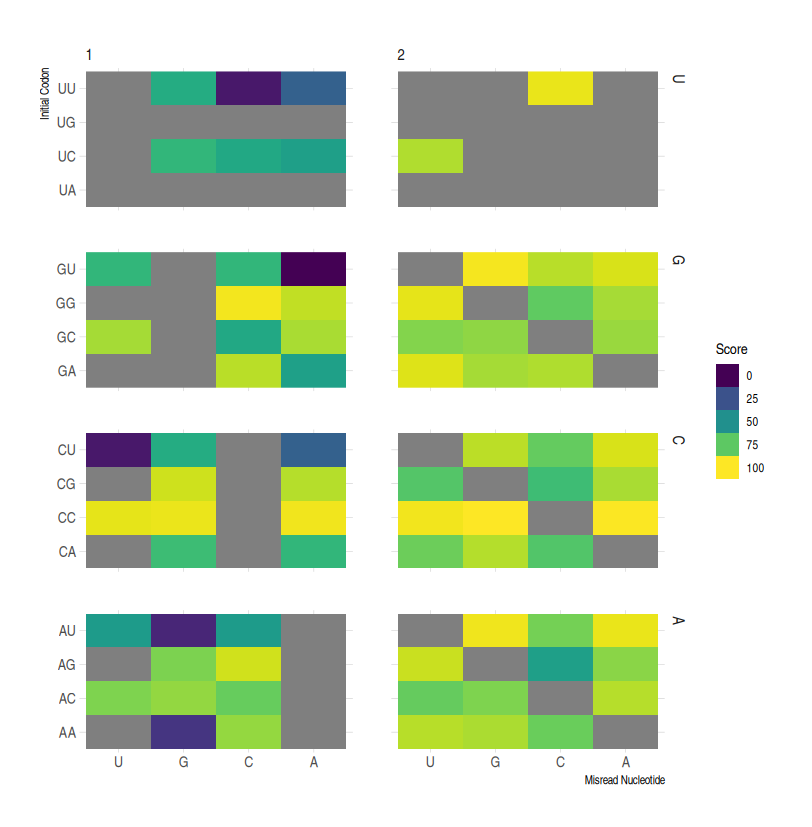 1
2
Initial Codon
UU
UG
UC
UA
U
GU
GG
GC
GA
G
CU
CG
CC
CA
C
AU
AG
AC
AA
A
U G C A
U G C A
Misread Nucleotide
Score
0
25
50
75
100